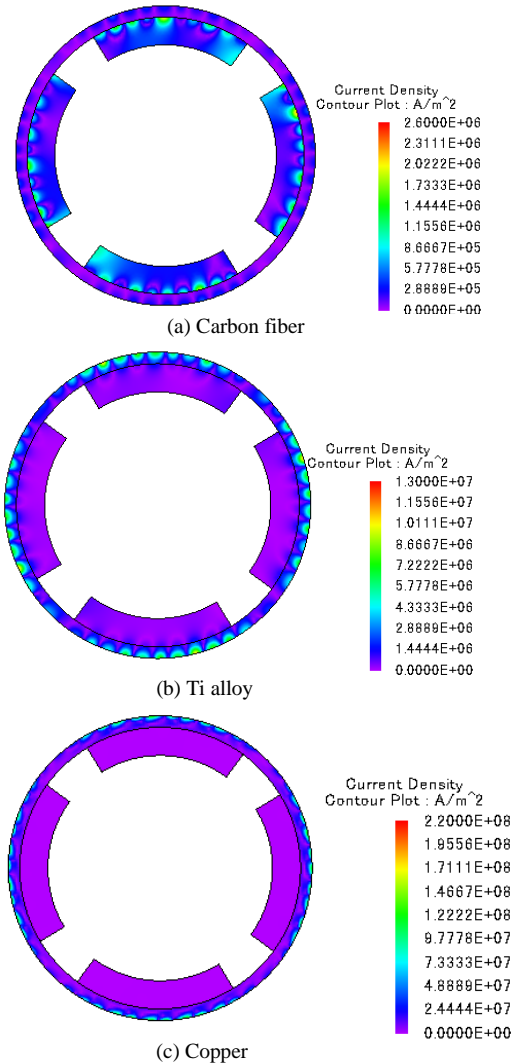 Current Density
Contour Plot : A/m^2
2.6000E+06
2.3111E+06
2.0222E+06
1.7333E+06
1.4444E+06
1.1556E+06
8.6667E+05
5.7778E+05
2.8889E+05
0.0000E+00
(a) Carbon fiber
Current Density
Contour Plot : A/m^2
1.3000E+07
1.1556E+07
1.0111E+07
8.6667E+06
7.2222E+06
5.7778E+06
4.3333E+06
2.8889E+06
1.4444E+06
0.0000E+00
(b) Ti alloy
Current Density
Contour Plot : A/m^2
2.2000E+08
1.9556E+08
1.7111E+08
1.4667E+08
1.2222E+08
9.7778E+07
7.3333E+07
4.8889E+07
2.4444E+07
0.0000E+00
(c) Copper